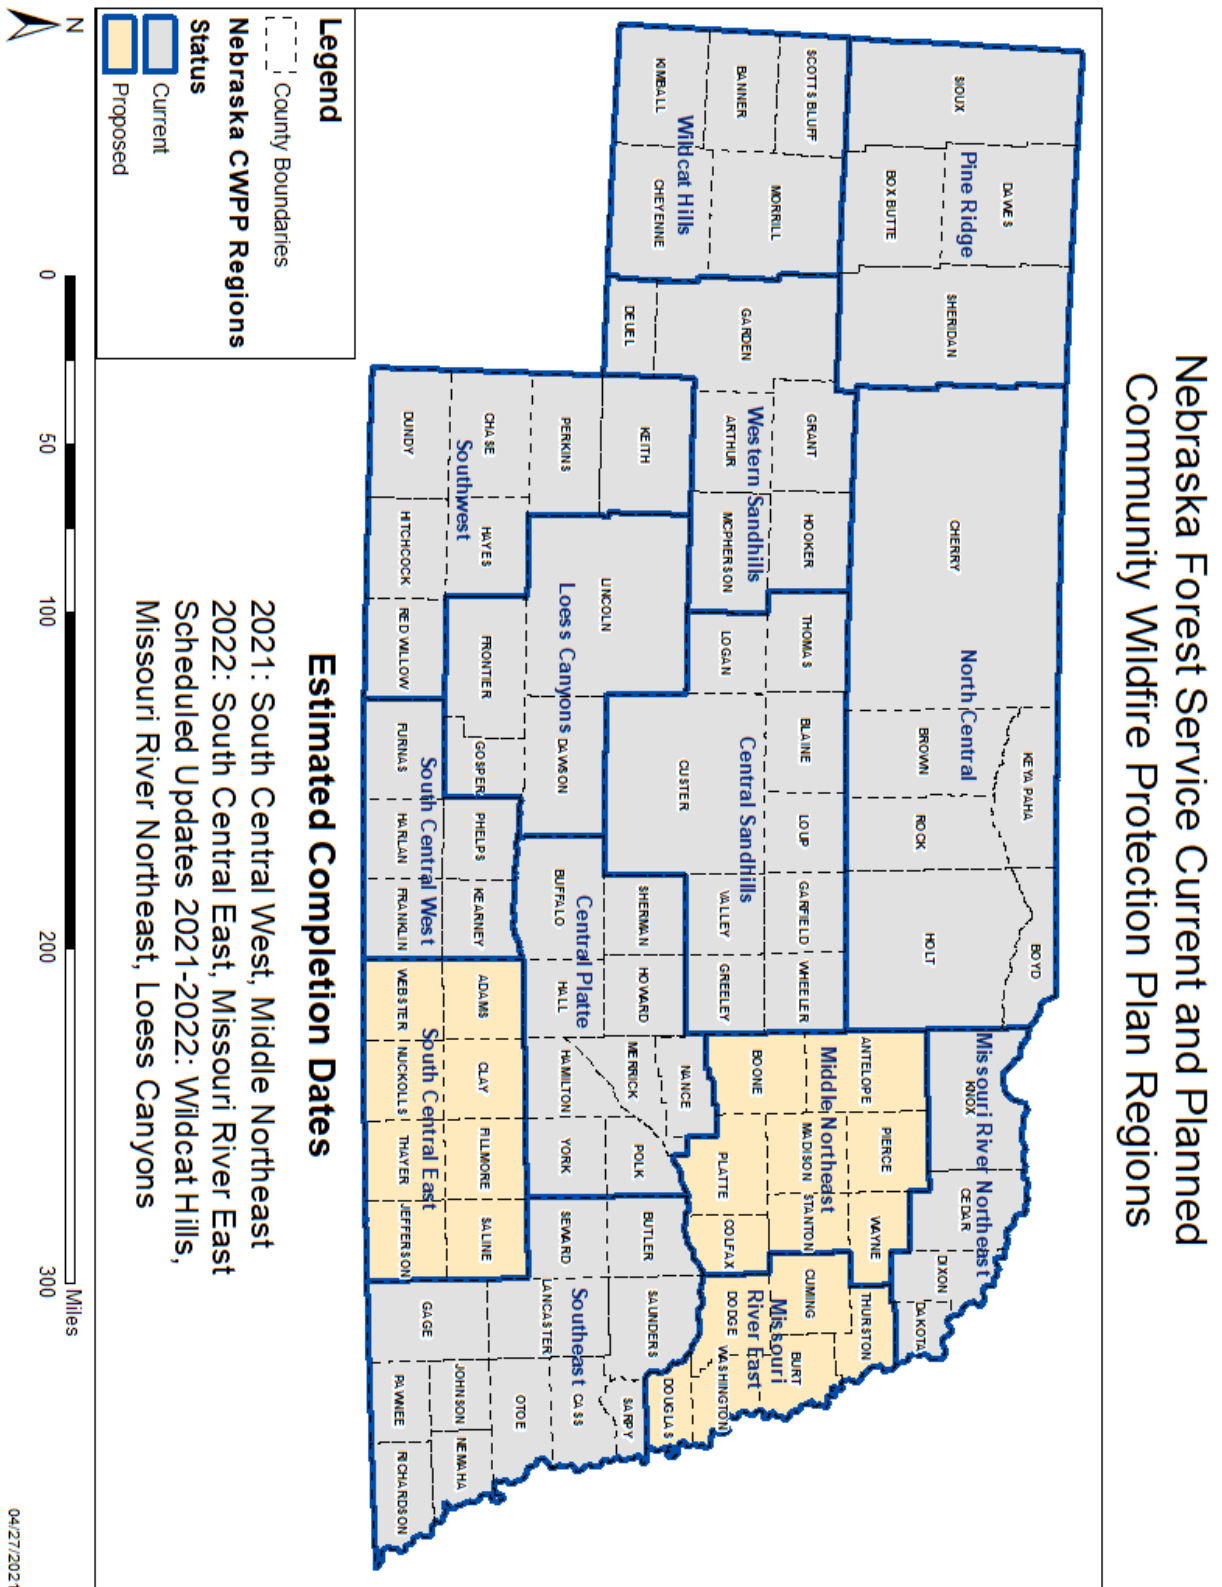 Nebraska Forest Service Current and Planned
Community Wildfire Protection Plan Regions
SIOUX
DAWES
Pine Ridge
BOX BUTTE
SHERIDAN
SCOTTS BLUFF
BANNER
KIMBALL
Wildcat Hills
MORRILL
CHEYENNE
GARDEN
DEUEL
GRANT
HOOKER
Western Sandhills
ARTHUR
MCPHERSON
CHERRY
North Central
KEYA PAHA
BROWN
ROCK
BOYD
HOLT
THOMAS
BLAINE
LOUP
GARFIELD
WHEELER
Central Sandhills
LOGAN
CUSTER
VALLEY
GREELEY
KEITH
PERKINS
CHASE
Southwest
DUNDY
HAYES
HITCHCOCK
RED WILLOW
LINCOLN
Loess Canyons
DAWSON
FRONTIER
GOSPER
SHERMAN
HOWARD
Central Platte
BUFFALO
HALL
NANCE
MERRICK
HAMILTON
POLK
YORK
PHELPS
KEARNEY
South Central West
FURNAS
HARLAN
FRANKLIN
ADAMS
CLAY
FILLMORE
SALINE
South Central East
WEBSTER
NUCKOLLS
THAYER
JEFFERSON
Missouri River Northeast
KNOX
CEDAR
DIXON
DAKOTA
ANTELOPE
PIERCE
WAYNE
Middle Northeast
BOONE
MADISON
STANTON
PLATTE
COLFAX
THURSTON
CUMING
BURT
Missouri
River East
DODGE
WASHINGTON
DOUGLAS
BUTLER
SAUNDERS
SARPY
SEWARD
LANCASTER
Southeast
CASS
OTOE
GAGE
JOHNSON
NEMAHA
PAWNEE
RICHARDSON
Legend
County Boundaries
Nebraska CWPP Regions
Status
Current
Proposed
Estimated Completion Dates
2021: South Central West, Middle Northeast
2022: South Central East, Missouri River East
Scheduled Updates 2021-2022: Wildcat Hills,
Missouri River Northeast, Loess Canyons
N
0 50 100 200 300
Miles
04/27/2021